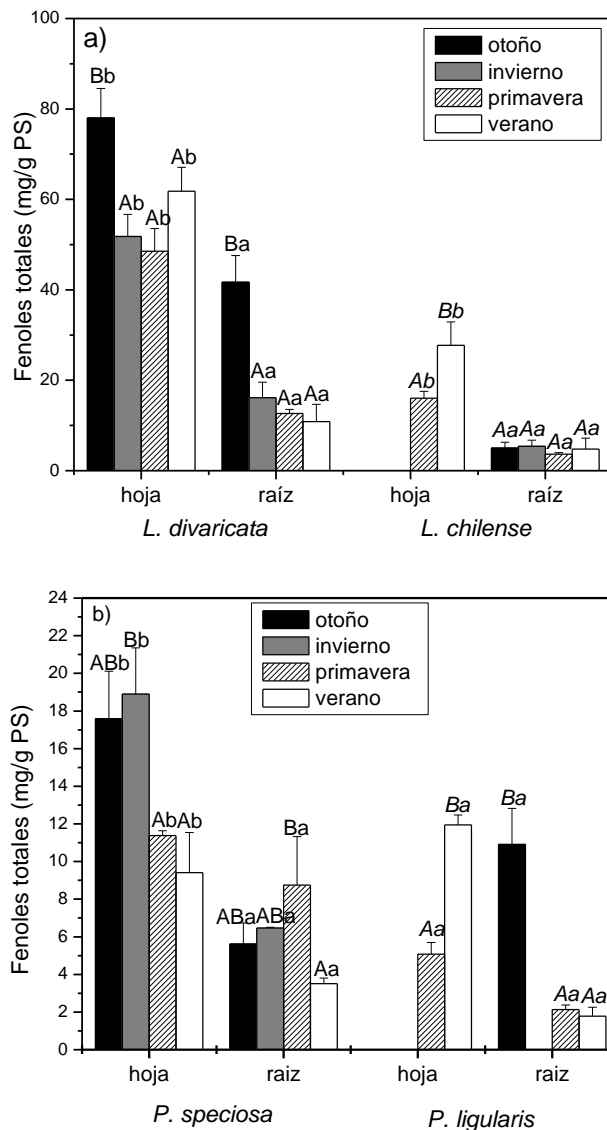 a)
otoño
invierno
primavera
verano
Fenoles totales (mg/g PS)
100
80
60
40
20
0
Bb
Ab
Ab
Ab
Ba
Aa
Aa
Aa
Ab
Bb
Aa
Aa
Aa
Aa
hoja raíz hoja raíz
L. divaricata L. chilense
b)
otoño
invierno
primavera
verano
Fenoles totales (mg/g PS)
24
22
20
18
16
14
12
10
8
6
4
2
0
ABb
Bb
Ab
Ab
ABa
ABa
Ba
Aa
Aa
Ba
Ba
Aa
Aa
hoja raiz hoja raiz
P. speciosa P. ligularis